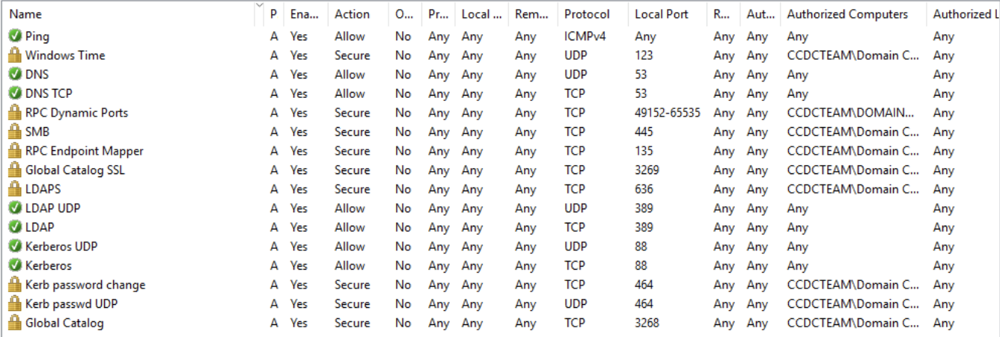 Name P Ena... Action O... Pr... Local ... Rem... Protocol Local Port R... Aut... Authorized Computers Authorized L
Ping A Yes Allow No Any Any Any ICMPv4 Any Any Any Any Any
Windows Time A Yes Secure No Any Any Any UDP 123 Any Any CCDCTEAM\Domain C... Any
DNS A Yes Allow No Any Any Any UDP 53 Any Any Any Any
DNS TCP A Yes Allow No Any Any Any TCP 53 Any Any Any Any
RPC Dynamic Ports A Yes Secure No Any Any Any TCP 49152-65535 Any Any CCDCTEAM\DOMAIN... Any
SMB A Yes Secure No Any Any Any TCP 445 Any Any CCDCTEAM\Domain C... Any
RPC Endpoint Mapper A Yes Secure No Any Any Any TCP 135 Any Any CCDCTEAM\Domain C... Any
Global Catalog SSL A Yes Secure No Any Any Any TCP 3269 Any Any CCDCTEAM\Domain C... Any
LDAPS A Yes Secure No Any Any Any TCP 636 Any Any CCDCTEAM\Domain C... Any
LDAP UDP A Yes Allow No Any Any Any UDP 389 Any Any Any Any
LDAP A Yes Allow No Any Any Any TCP 389 Any Any Any Any
Kerberos UDP A Yes Allow No Any Any Any UDP 88 Any Any Any Any
Kerberos A Yes Allow No Any Any Any TCP 88 Any Any Any Any
Kerb password change A Yes Secure No Any Any Any TCP 464 Any Any CCDCTEAM\Domain C... Any
Kerb passwd UDP A Yes Secure No Any Any Any UDP 464 Any Any CCDCTEAM\Domain C... Any
Global Catalog A Yes Secure No Any Any Any TCP 3268 Any Any CCDCTEAM\Domain C... Any